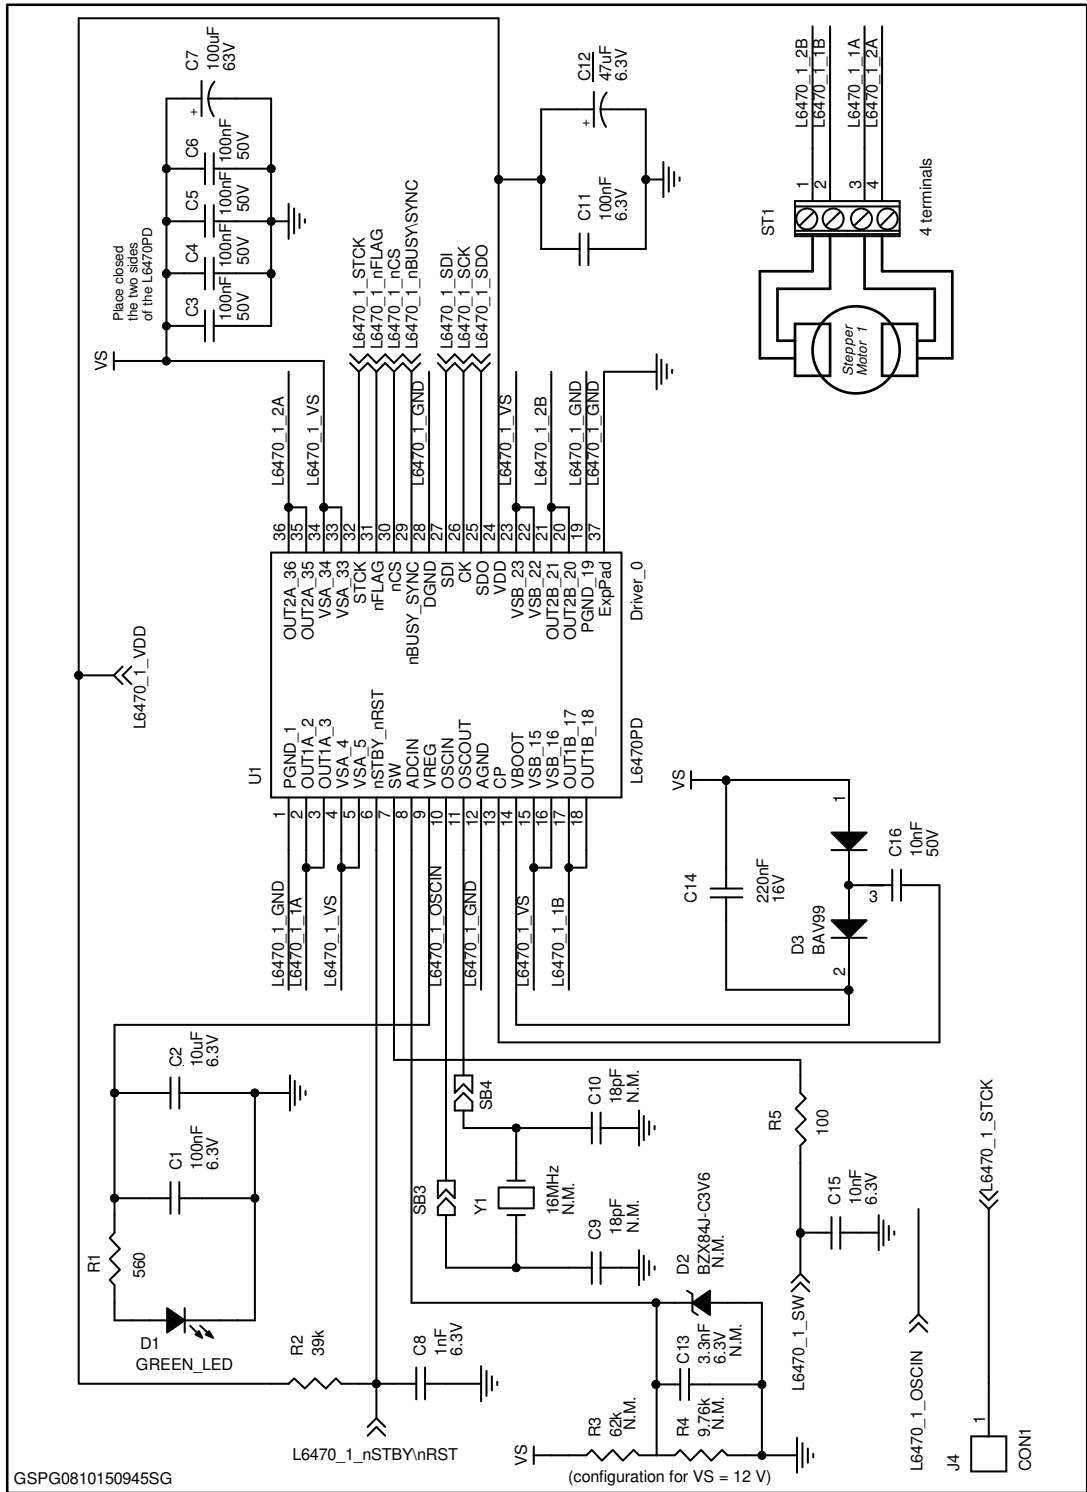 Place closed
the two sides
of the L6470PD
VS
C3
100nF
50V
C4
100nF
50V
C5
100nF
50V
C6
100nF
50V
C7
100uF
63V
+
C11
100nF
6.3V
C12
47uF
6.3V
+
L6470_1_2B
L6470_1_1B
L6470_1_1A
L6470_1_2A
1
2
3
4
ST1
4 terminals
Stepper
Motor 1
L6470_1_2A
L6470_1_VS
L6470_1_STCK
L6470_1_nFLAG
L6470_1_nCS
L6470_1_nBUSY\SYNC
L6470_1_GND
L6470_1_SDI
L6470_1_SCK
L6470_1_SDO
L6470_1_VS
L6470_1_2B
L6470_1_GND
L6470_1_GND
36
35
34
33
32
31
30
29
28
27
26
25
24
23
22
21
20
19
37
OUT2A_36
OUT2A_35
VSA_34
VSA_33
STCK
nFLAG
nCS
nBUSY_SYNC
DGND
SDI
CK
SDO
VDD
VSB_23
VSB_22
OUT2B_21
OUT2B_20
PGND_19
ExpPad
Driver_0
L6470_1_VDD
U1
PGND_1
OUT1A_2
OUT1A_3
VSA_4
VSA_5
nSTBY_nRST
SW
ADCIN
VREG
OSCIN
OSCOUT
AGND
CP
VBOOT
VSB_15
VSB_16
OUT1B_17
OUT1B_18
L6470PD
1
2
3
4
5
6
7
8
9
10
11
12
13
14
15
16
17
18
L6470_1_GND
L6470_1_1A
L6470_1_VS
L6470_1_OSCIN
L6470_1_GND
L6470_1_VS
L6470_1_1B
VS
C14
220nF
16V
D3
BAV99
1
2
3
C16
10nF
50V
C2
10uF
6.3V
C1
100nF
6.3V
R1
560
D1
GREEN_LED
SB4
SB3
Y1
16MHz
N.M.
C10
18pF
N.M.
C9
18pF
N.M.
R5
100
C15
10nF
6.3V
L6470_1_SW
R2
39k
C8
1nF
6.3V
L6470_1_nSTBY\nRST
D2
BZX84J-C3V6
N.M.
C13
3.3nF
6.3V
N.M.
VS
R3
62k
N.M.
R4
9.76k
N.M.
(configuration for VS = 12 V)
L6470_1_OSCIN
L6470_1_STCK
1
J4
CON1
GSPG0810150945SG